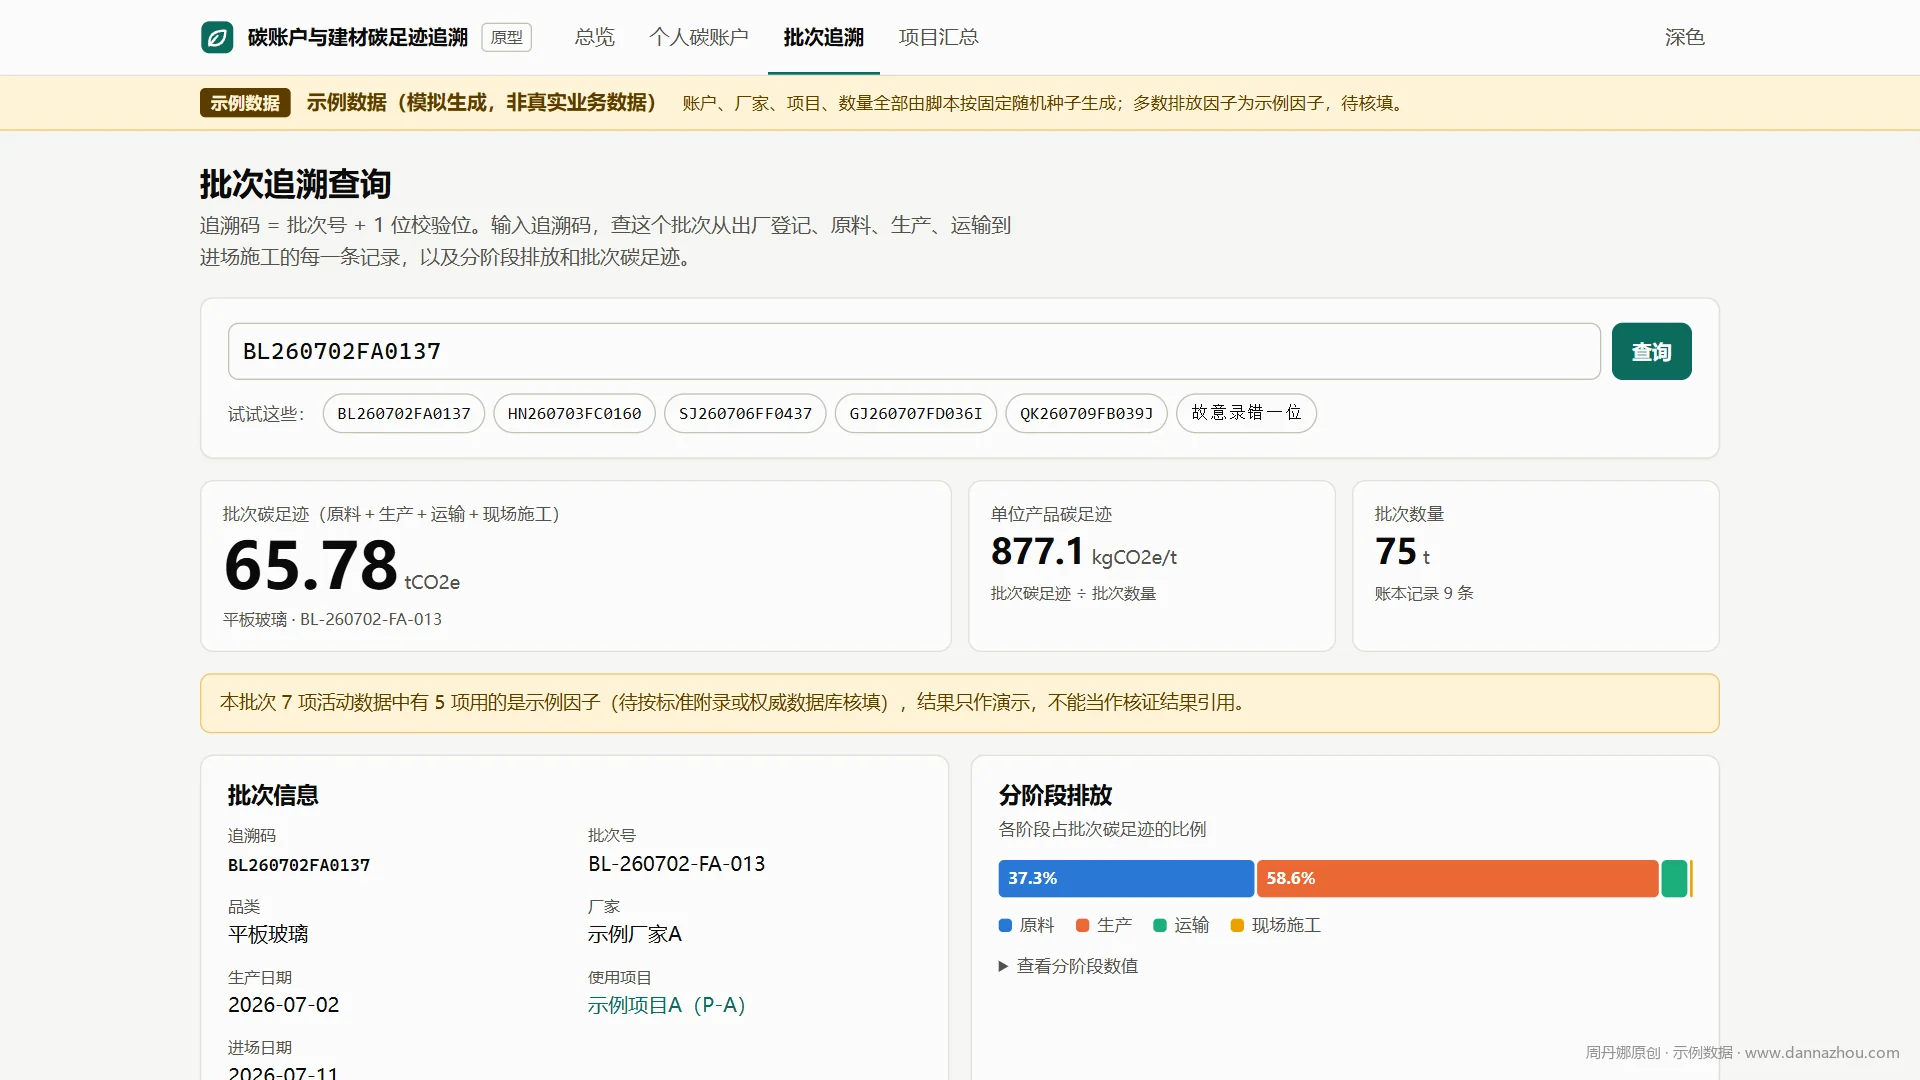 碳账户与建材碳足迹追溯 原型 总览 个人碳账户 批次追溯 项目汇总 深色
示例数据 示例数据（模拟生成，非真实业务数据） 账户、厂家、项目、数量全部由脚本按固定随机种子生成；多数排放因子为示例因子，待核填。
批次追溯查询
追溯码 = 批次号 + 1 位校验位。输入追溯码，查这个批次从出厂登记、原料、生产、运输到
进场施工的每一条记录，以及分阶段排放和批次碳足迹。
BL260702FA0137 查询
试试这些： BL260702FA0137 HN260703FC0160 SJ260706FF0437 GJ260707FD036I QK260709FB039J 故意录错一位
批次碳足迹（原料＋生产＋运输＋现场施工）
65.78 tCO2e
平板玻璃 · BL-260702-FA-013
单位产品碳足迹
877.1 kgCO2e/t
批次碳足迹 ÷ 批次数量
批次数量
75 t
账本记录 9 条
本批次 7 项活动数据中有 5 项用的是示例因子（待按标准附录或权威数据库核填），结果只作演示，不能当作核证结果引用。
批次信息
追溯码 批次号
BL260702FA0137 BL-260702-FA-013
品类 厂家
平板玻璃 示例厂家A
生产日期 使用项目
2026-07-02 示例项目A（P-A）
进场日期
2026-07-11
分阶段排放
各阶段占批次碳足迹的比例
37.3% 58.6%
原料 生产 运输 现场施工
▶ 查看分阶段数值
周丹娜原创 · 示例数据 · www.dannazhou.com